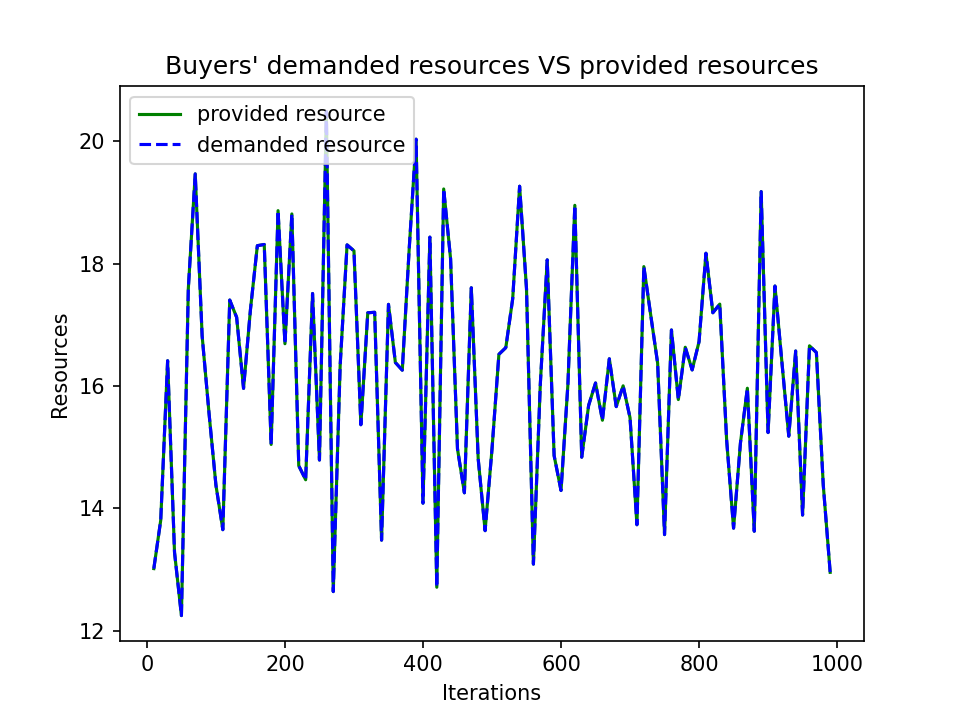 Buyers' demanded resources VS provided resources
provided resource
demanded resource
20
18
16
14
12
Resources
0 200 400 600 800 1000
Iterations